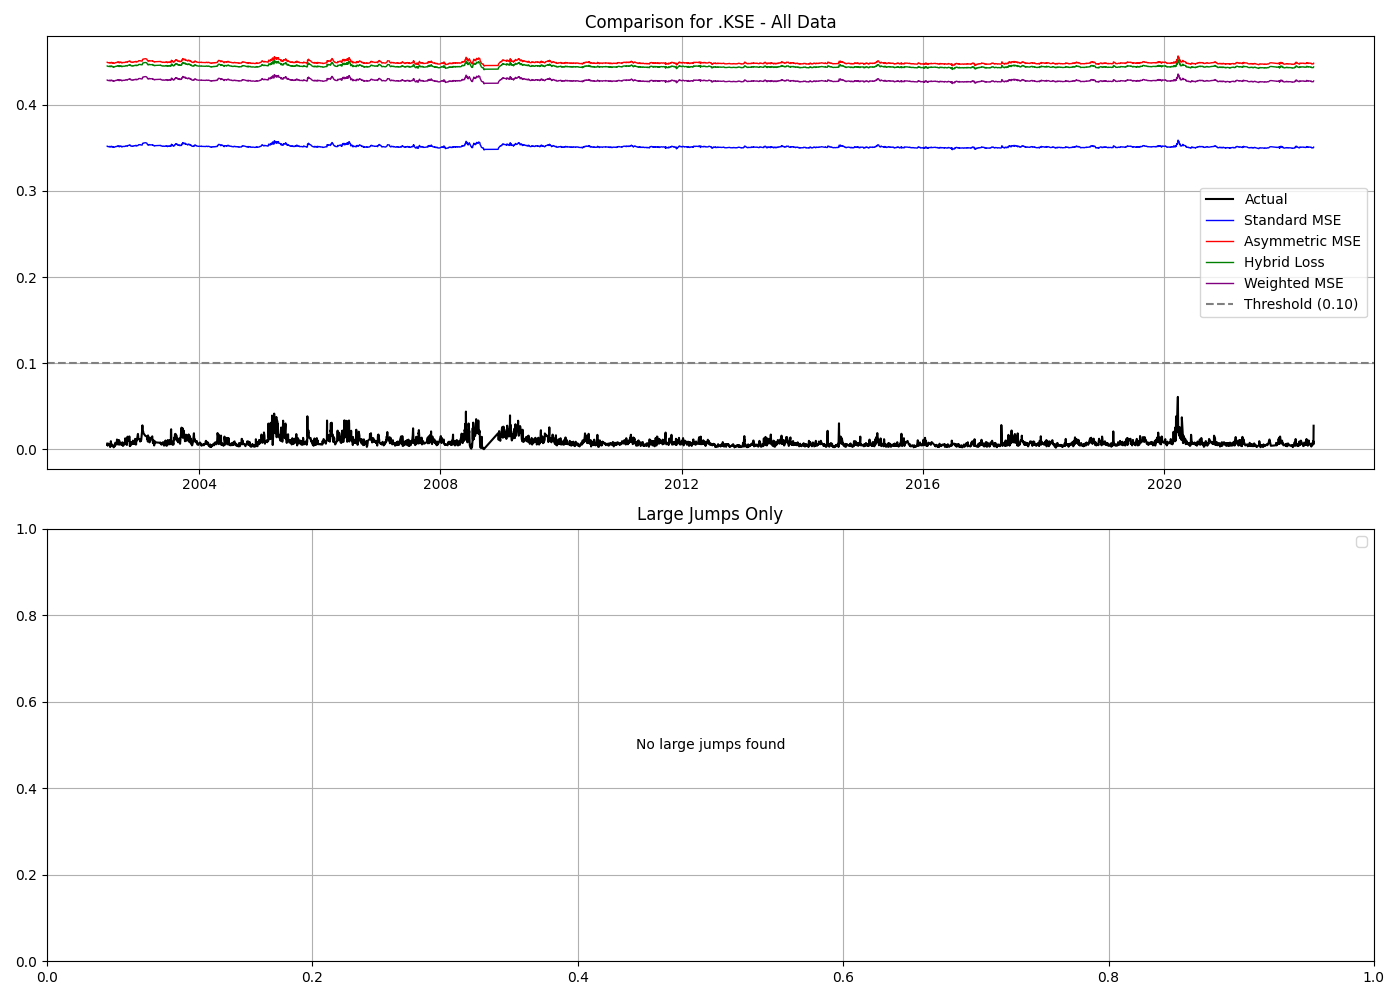 Comparison for .KSE - All Data
0.4
0.3
0.2
0.1
0.0
Actual
Standard MSE
Asymmetric MSE
Hybrid Loss
Weighted MSE
Threshold (0.10)
2004 2008 2012 2016 2020
Large Jumps Only
1.0
0.8
0.6
0.4
0.2
0.0
No large jumps found
0.0 0.2 0.4 0.6 0.8 1.0